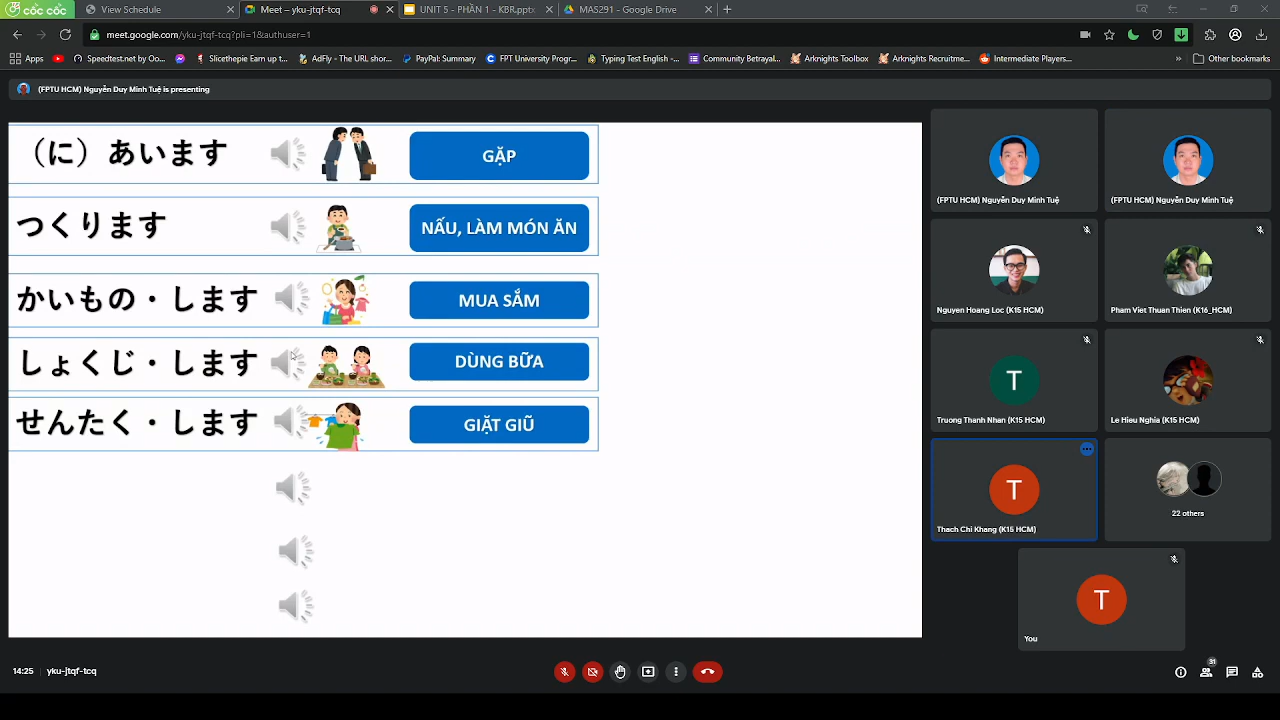 cốc cốc
View Schedule
Meet – yku-jtqf-tcq
UNIT 5 - PHẦN 1 - KBR.pptx
MAS291 - Google Drive
meet.google.com/yku-jtqf-tcq?pli=1&authuser=1
Apps
Speedtest.net by Oo...
Slicethepie Earn up t...
AdFly - The URL shor...
PayPal: Summary
FPT University Progr...
Typing Test English -...
Community Betrayal...
Arknights Toolbox
Arknights Recruitme...
Intermediate Players...
»
Other bookmarks
(FPTU HCM) Nguyễn Duy Minh Tuệ is presenting
（に）あいます
GẶP
つくります
NẤU, LÀM MÓN ĂN
かいもの・します
MUA SẮM
しょくじ・します
DÙNG BỮA
せんたく・します
GIẶT GIŨ
(FPTU HCM) Nguyễn Duy Minh Tuệ
(FPTU HCM) Nguyễn Duy Minh Tuệ
Nguyen Hoang Loc (K15 HCM)
Pham Viet Thuan Thien (K16_HCM)
T
Truong Thanh Nhan (K15 HCM)
Le Hieu Nghia (K15 HCM)
T
Thach Chi Khang (K15 HCM)
22 others
T
You
14:25
yku-jtqf-tcq
31